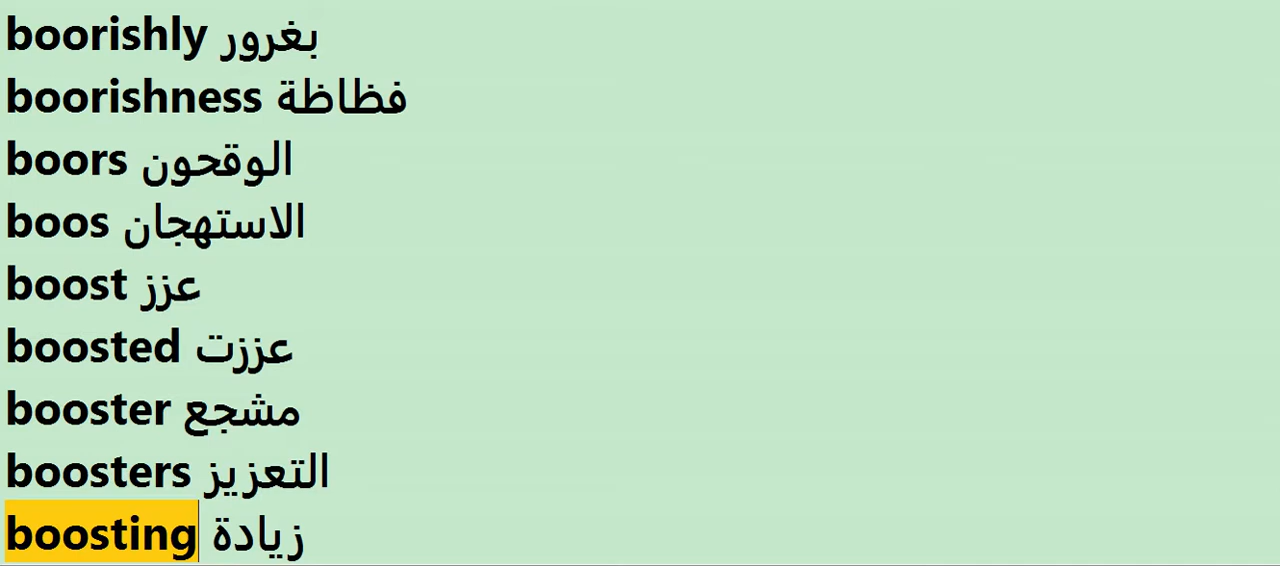 boorishly بغرور
boorishness فظاظة
boors الوقحون
boos الاستهجان
boost عزز
boosted عززت
booster مشجع
boosters التعزيز
boosting زيادة